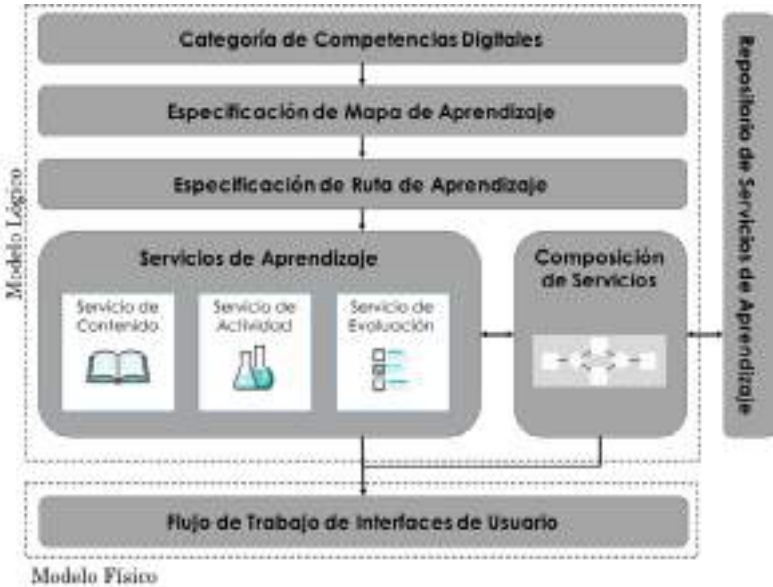 Categoría de Competencias Digitales
Especificación de Mapa de Aprendizaje
Especificación de Ruta de Aprendizaje
Servicios de Aprendizaje
Servicio de
Contenido
Servicio de
Actividad
Servicio de
Evaluación
Composición
de Servicios
Repositorio de Servicios de Aprendizaje
Modelo Lógico
Flujo de Trabajo de Interfaces de Usuario
Modelo Físico